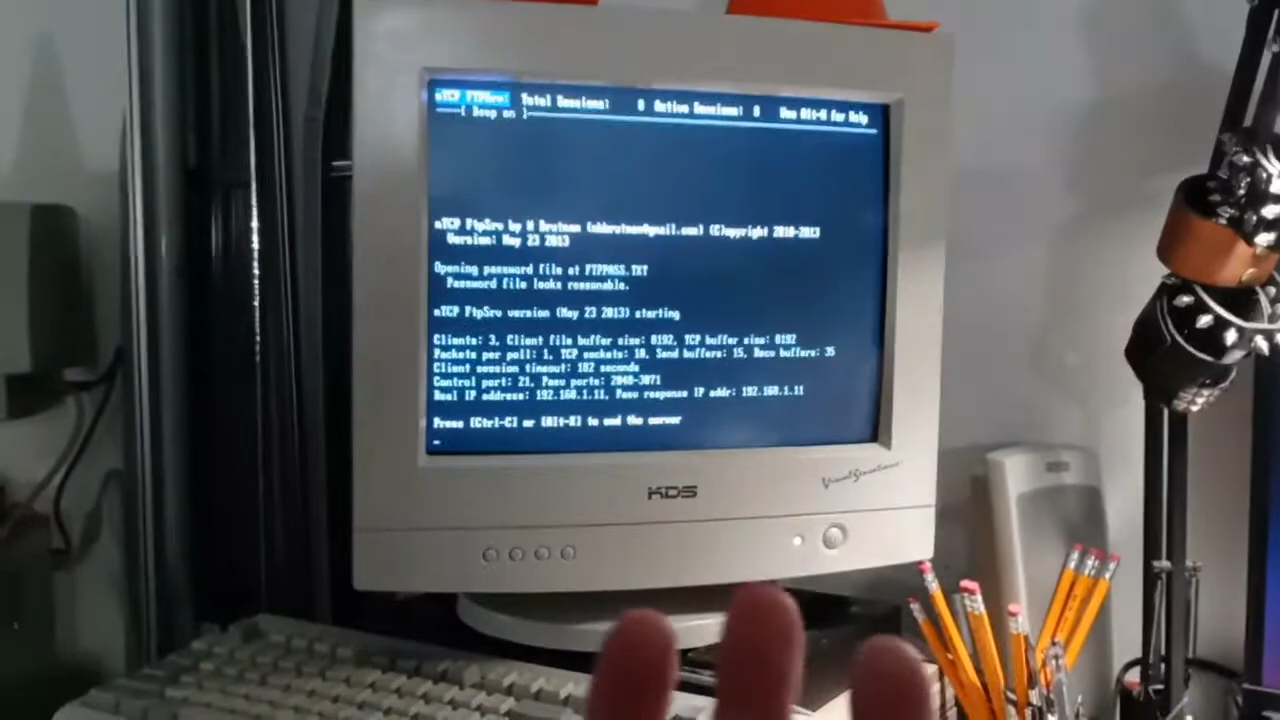 mTCP FTPSrv Total Sessions: 0 Active Sessions: 0 Use Alt-H for Help
[ Beep on ]
mTCP FtpSrv by M Brutman (mbbrutman@gmail.com) (C)opyright 2010-2013
Version: May 23 2013
Opening password file at FTPPASS.TXT
Password file looks reasonable.
mTCP FtpSrv version (May 23 2013) starting
Clients: 3, Client file buffer size: 8192, TCP buffer size: 8192
Packets per poll: 1, TCP sockets: 10, Send buffers: 15, Recv buffers: 35
Client session timeout: 182 seconds
Control port: 21, Pasv ports: 2048-3071
Real IP address: 192.168.1.11, Pasv response IP addr: 192.168.1.11
Press [Ctrl-C] or [Alt-X] to end the server
KDS
Visual Sensations